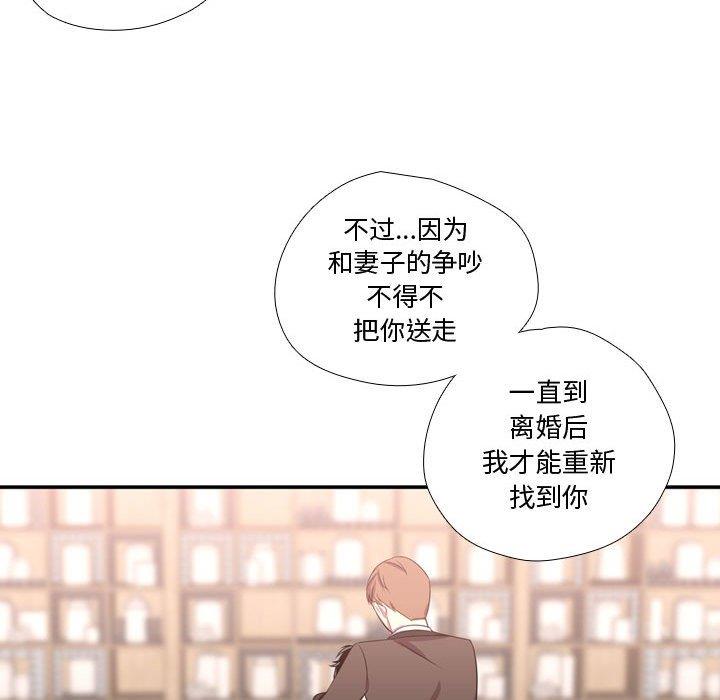 不过...因为
和妻子的争吵
不得不
把你送走
一直到
离婚后
我才能重新
找到你